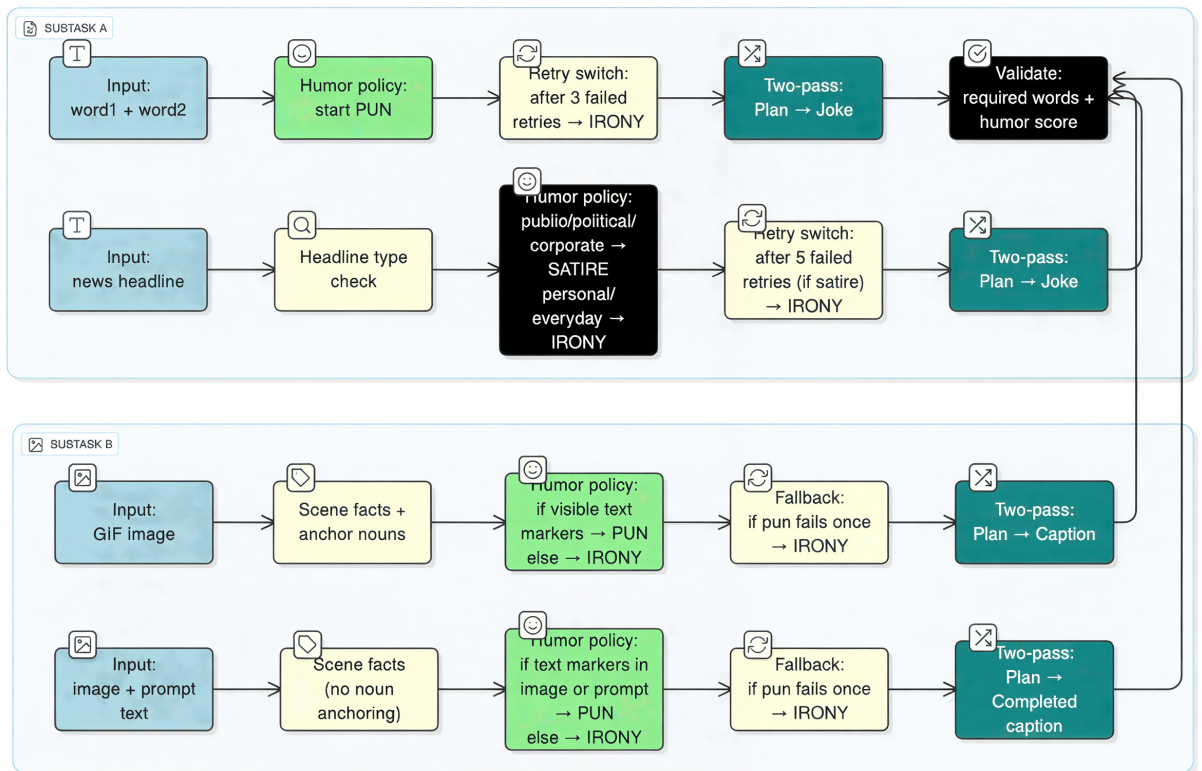 SUBTASK A
Input:
word1 + word2
Humor policy:
start PUN
Retry switch:
after 3 failed
retries → IRONY
Two-pass:
Plan → Joke
Validate:
required words +
humor score
Input:
news headline
Headline type
check
Humor policy:
publio/political/
corporate →
SATIRE
personal/
everyday →
IRONY
Retry switch:
after 5 failed
retries (if satire)
→ IRONY
Two-pass:
Plan → Joke
SUSTASK B
Input:
GiF image
Scene facts +
anchor nouns
Humor policy:
if visible text
markers → PUN
else → IRONY
Fallback:
if pun fails once
→ IRONY
Two-pass:
Plan → Caption
Input:
image + prompt
text
Scene facts
(no noun
anchoring)
Humor policy:
if text markers in
image or prompt
→ PUN
else → IRONY
Fallback:
if pun fails once
→ IRONY
Two-pass:
Plan →
Completed
caption